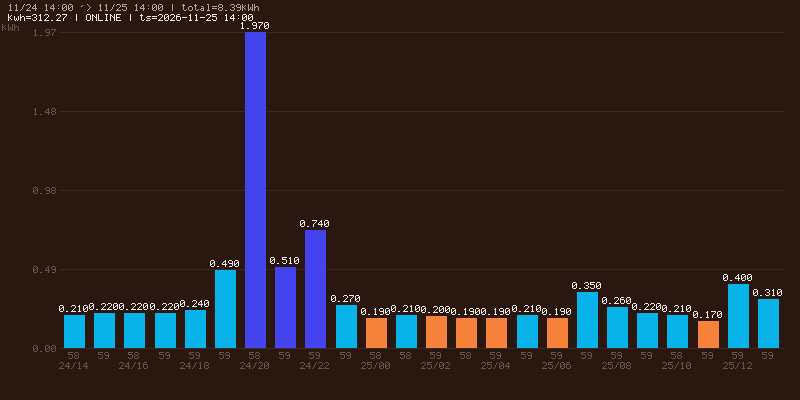 11/24 14:00 -> 11/25 14:00 | total=8.39kWh
Kwh=312.27 | ONLINE | ts=2026-11-25 14:00
kWh
1.97
1.48
0.98
0.49
0.00
0.210 0.220 0.220 0.220 0.240 0.490 1.970 0.510 0.740 0.270 0.190 0.210 0.200 0.190 0.190 0.210 0.190 0.350 0.260 0.220 0.210 0.170 0.400 0.310
58 59 58 59 59 59 58 59 59 59 58 58 59 58 59 59 59 59 59 59 58 59 58 59
24/14 24/16 24/18 24/20 24/22 25/00 25/02 25/04 25/06 25/08 25/10 25/12